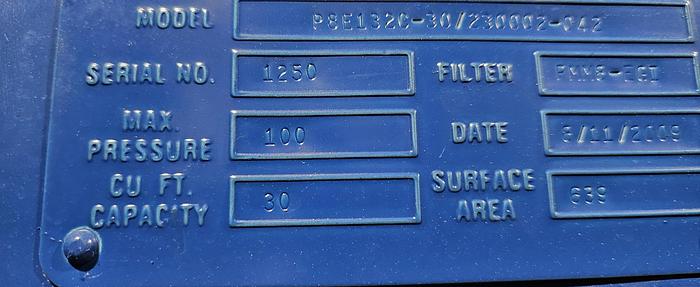 MODEL P8E132C-30/230002-042
SERIAL NO. 1250 FILTER
MAX. PRESSURE 100 DATE 3/11/2009
CU FT. CAPACITY 30 SURFACE AREA 639